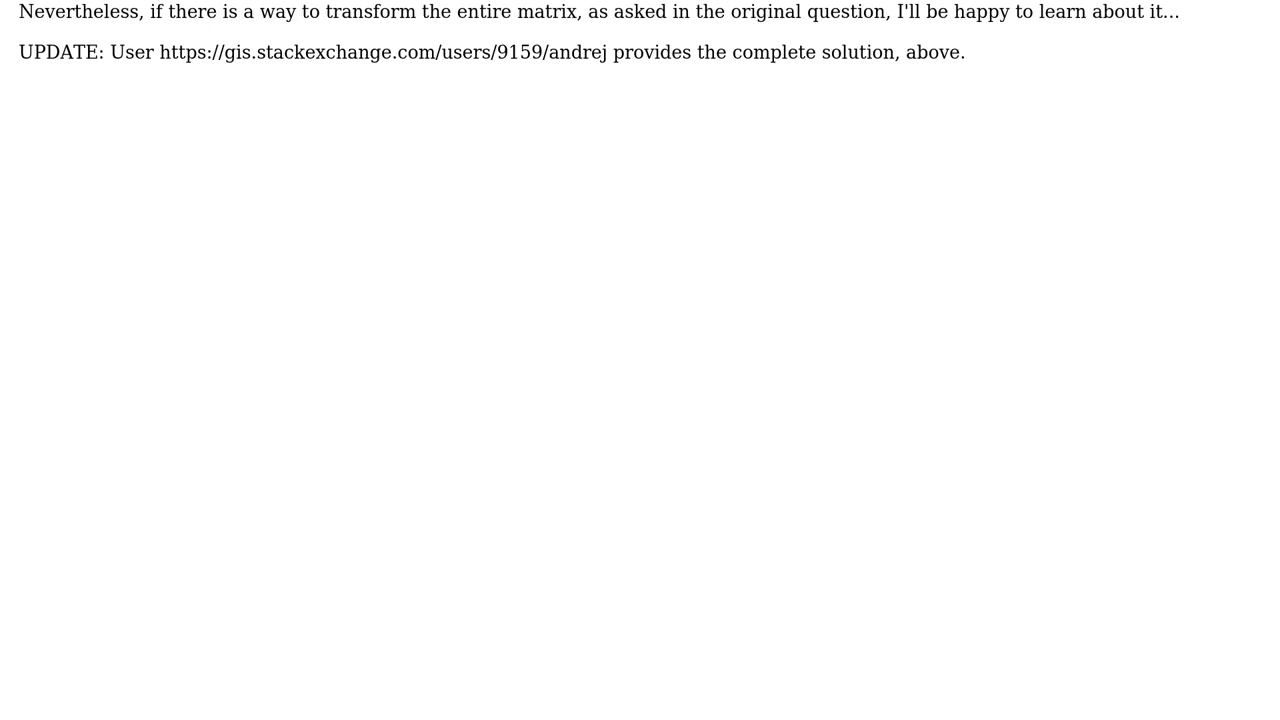 Nevertheless, if there is a way to transform the entire matrix, as asked in the original question, I'll be happy to learn about it...
UPDATE: User https://gis.stackexchange.com/users/9159/andrej provides the complete solution, above.